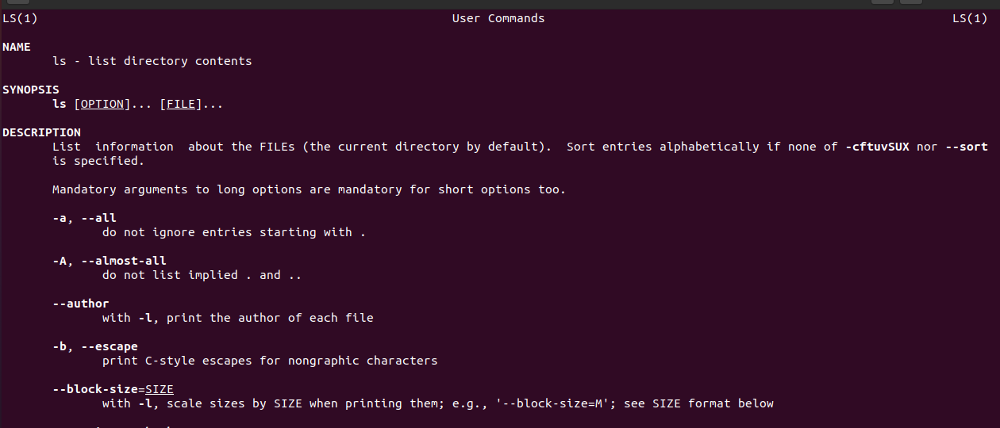 LS(1) User Commands LS(1)
NAME
ls - list directory contents
SYNOPSIS
ls [OPTION]... [FILE]...
DESCRIPTION
List information about the FILEs (the current directory by default). Sort entries alphabetically if none of -cftuvSUX nor --sort
is specified.
Mandatory arguments to long options are mandatory for short options too.
-a, --all
do not ignore entries starting with .
-A, --almost-all
do not list implied . and ..
--author
with -l, print the author of each file
-b, --escape
print C-style escapes for nongraphic characters
--block-size=SIZE
with -l, scale sizes by SIZE when printing them; e.g., '--block-size=M'; see SIZE format below